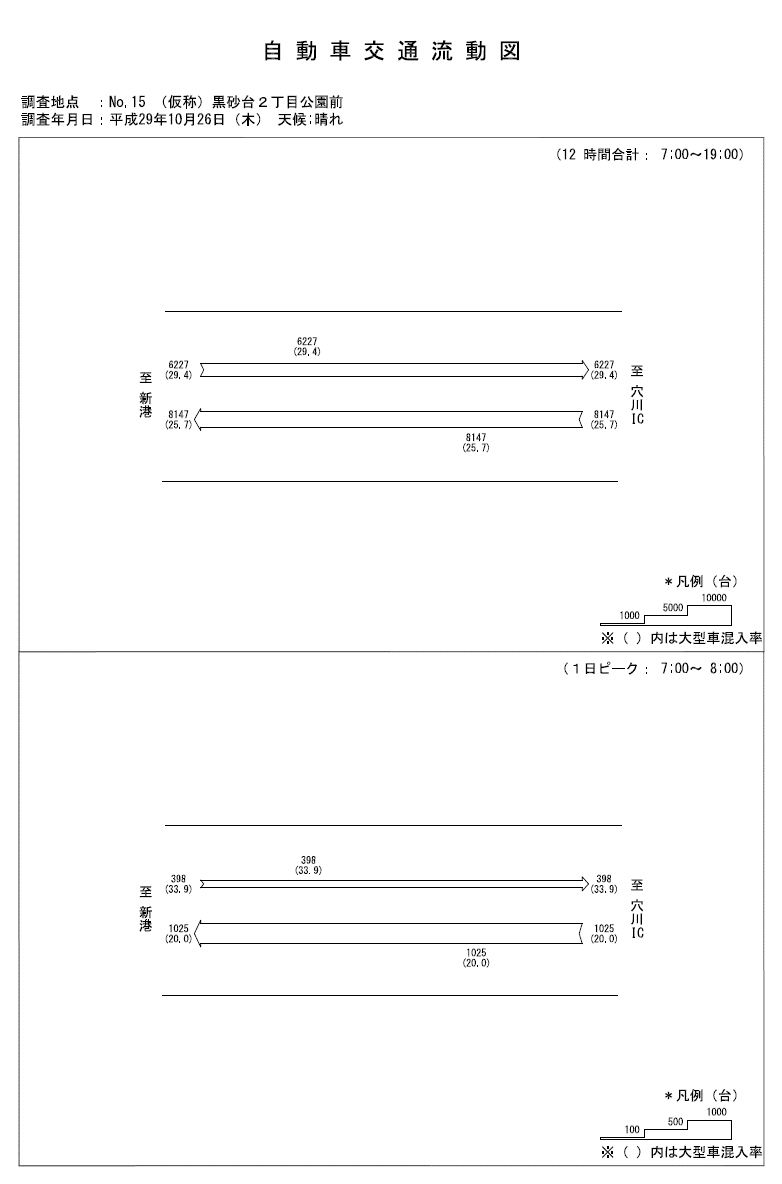 自動車交通流動図
調査地点　：No,15　（仮称）黒砂台２丁目公園前
調査年月日：平成29年10月26日（木）　天候：晴れ
（12 時間合計： 7:00～19:00）
6227
(29.4)
6227
(29.4)
6227
(29.4)
至 新港
至 穴川IC
8147
(25.7)
8147
(25.7)
8147
(25.7)
＊凡例（台）
10000
5000
1000
※（ ）内は大型車混入率
（１日ピーク： 7:00～ 8:00）
398
(33.9)
398
(33.9)
398
(33.9)
至 新港
至 穴川IC
1025
(20.0)
1025
(20.0)
1025
(20.0)
＊凡例（台）
1000
500
100
※（ ）内は大型車混入率